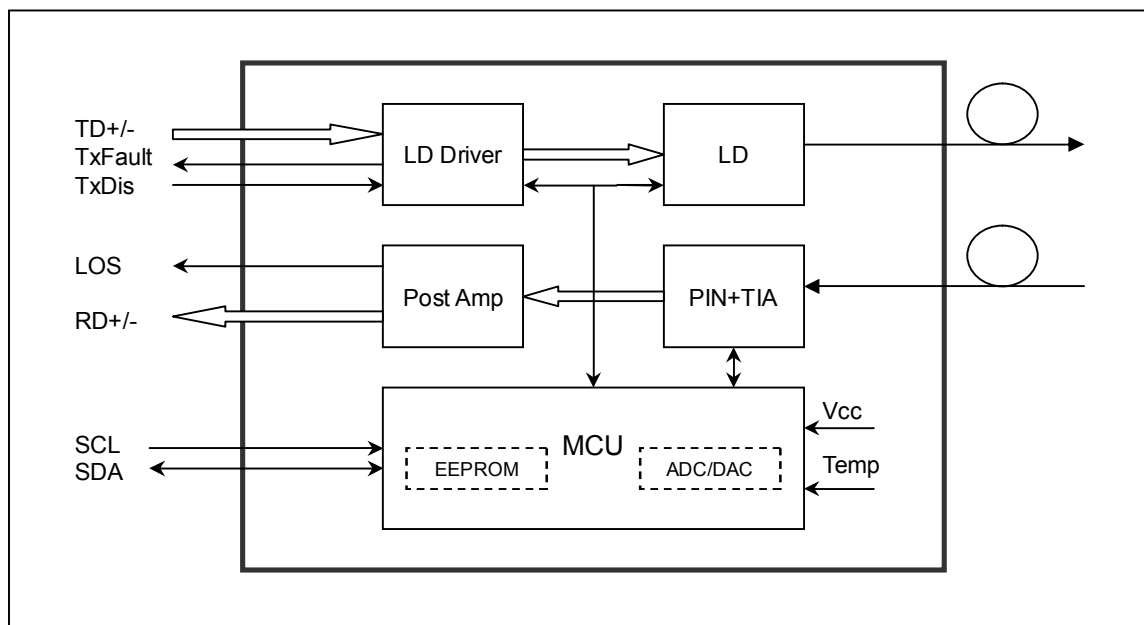 TD+/-
TxFault
TxDis
LD Driver
LD
LOS
RD+/-
Post Amp
PIN+TIA
SCL
SDA
MCU
EEPROM
ADC/DAC
Vcc
Temp